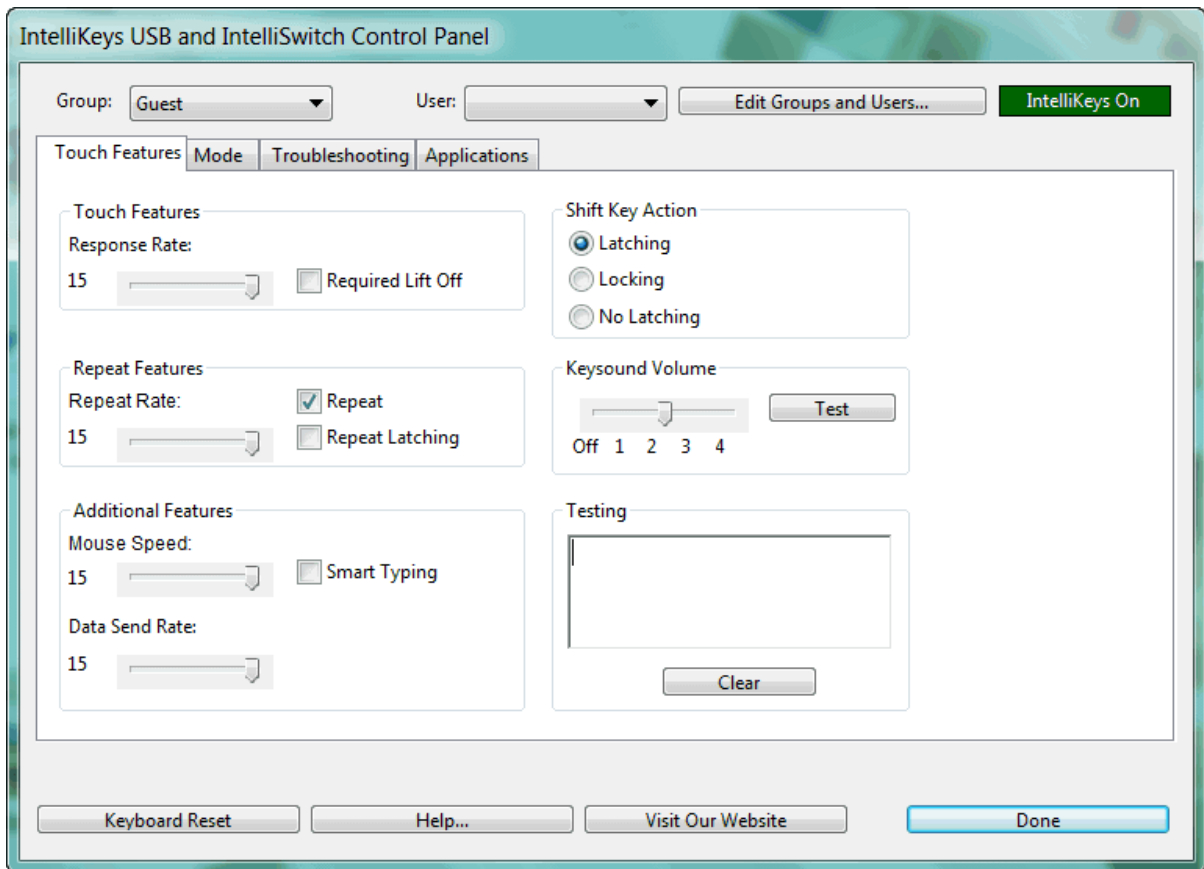 IntelliKeys USB and IntelliSwitch Control Panel
Group: Guest User: Edit Groups and Users... IntelliKeys On
Touch Features Mode Troubleshooting Applications
Touch Features
Response Rate:
15 Required Lift Off
Shift Key Action
Latching
Locking
No Latching
Repeat Features
Repeat Rate: Repeat
15 Repeat Latching
Keysound Volume
Test
Off 1 2 3 4
Additional Features
Mouse Speed:
15 Smart Typing
Data Send Rate:
15
Testing
Clear
Keyboard Reset Help... Visit Our Website Done